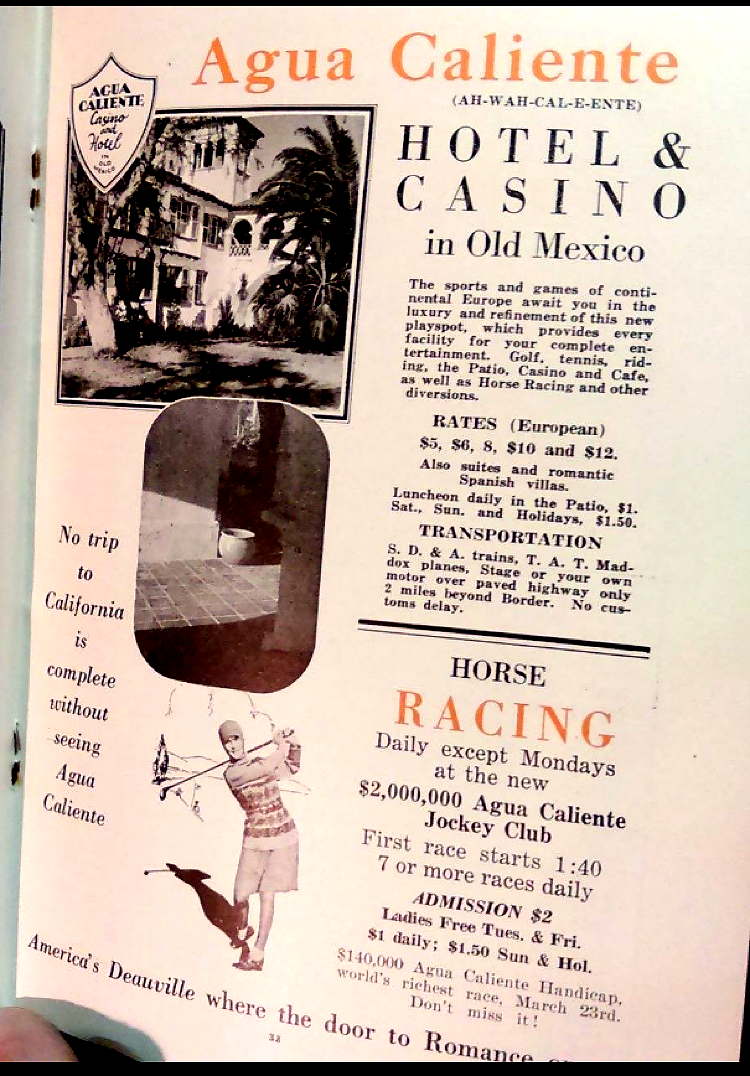 Agua Caliente
(AH-WAH-CAL-E-ENTE)
AGUA
CALIENTE
Casino
and
Hotel
IN
OLD
MEXICO
HOTEL &
CASINO
in Old Mexico
The sports and games of conti-
nental Europe await you in the
luxury and refinement of this new
playspot, which provides every
facility for your complete en-
tertainment. Golf, tennis, rid-
ing, the Patio, Casino and Cafe,
as well as Horse Racing and other
diversions.
RATES (European)
$5, $6, 8, $10 and $12.
Also suites and romantic
Spanish villas.
Luncheon daily in the Patio, $1.
Sat., Sun. and Holidays, $1.50.
TRANSPORTATION
S. D. & A. trains, T. A. T. Mad-
dox planes, Stage or your own
motor over paved highway only
2 miles beyond Border. No cus-
toms delay.
No trip
to
California
is
complete
without
seeing
Agua
Caliente
HORSE
RACING
Daily except Mondays
at the new
$2,000,000 Agua Caliente
Jockey Club
First race starts 1:40
7 or more races daily
ADMISSION $2
Ladies Free Tues. & Fri.
$1 daily; $1.50 Sun & Hol.
$140,000 Agua Caliente Handicap,
world's richest race, March 23rd.
Don't miss it!
America's Deauville where the door to Romance
32